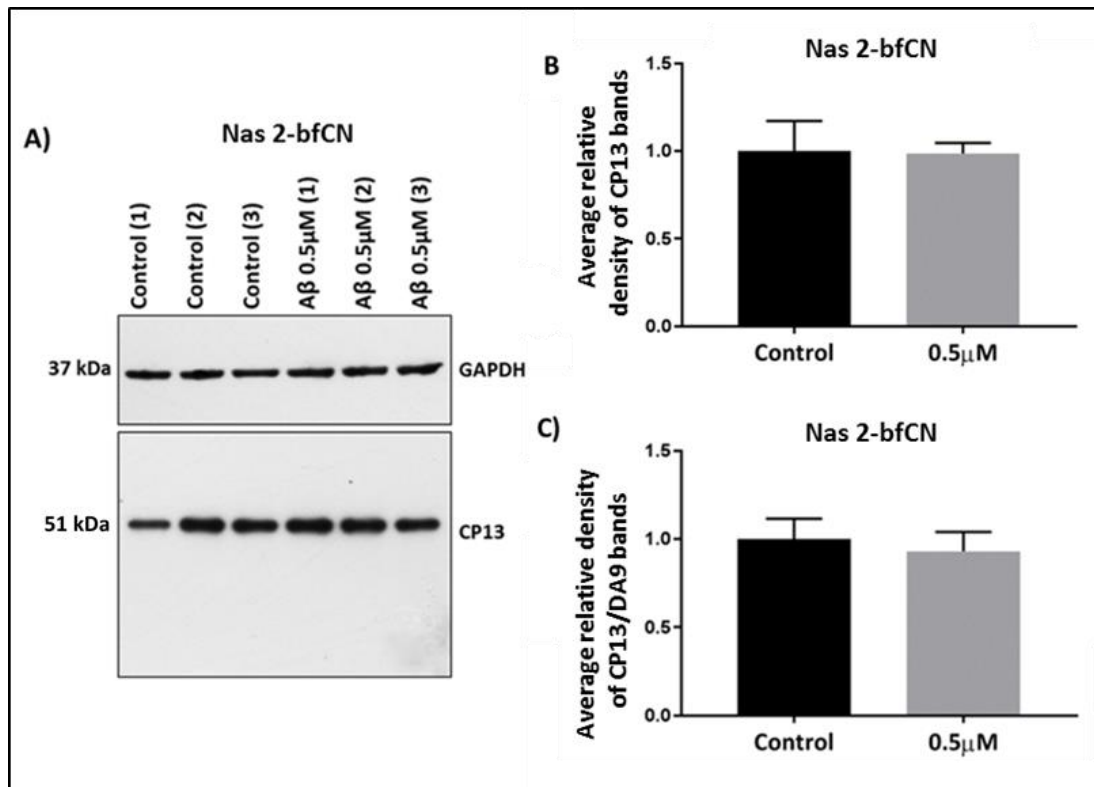 A)
Nas 2-bfCN
Control (1)
Control (2)
Control (3)
Aβ 0.5µM (1)
Aβ 0.5µM (2)
Aβ 0.5µM (3)
37 kDa
GAPDH
51 kDa
CP13
B
Nas 2-bfCN
Average relative
density of CP13 bands
1.5
1.0
0.5
0.0
Control
0.5µM
C)
Nas 2-bfCN
Average relative density
of CP13/DA9 bands
1.5
1.0
0.5
0.0
Control
0.5µM